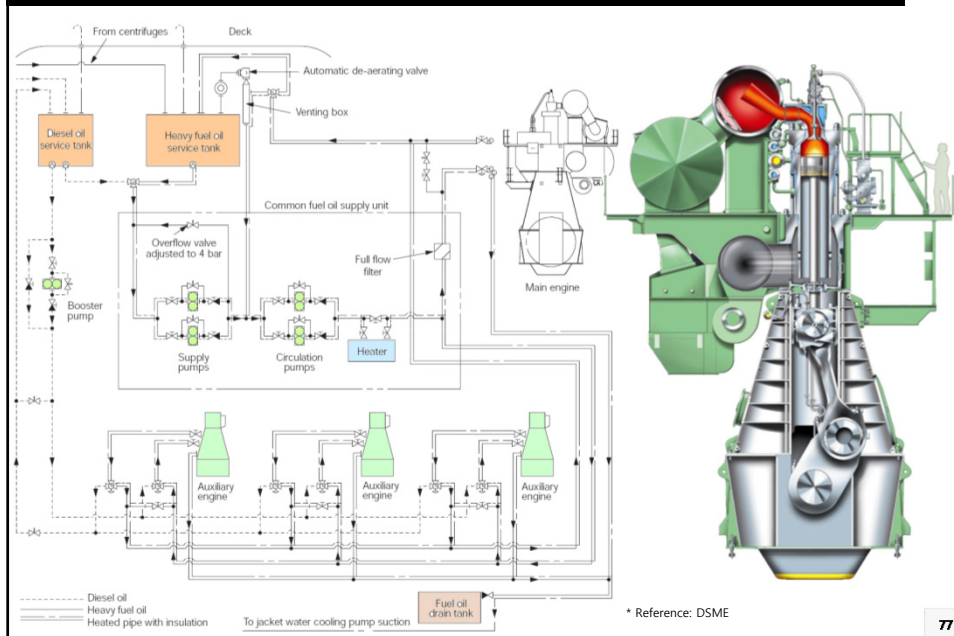 From centrifuges
Deck
Automatic de-aerating valve
Venting box
Diesel oil
service tank
Heavy fuel oil
service tank
Common fuel oil supply unit
Overflow valve
adjusted to 4 bar
Full flow
filter
Main engine
Booster
pump
Supply
pumps
Circulation
pumps
Heater
Auxiliary
engine
Auxiliary
engine
Auxiliary
engine
Diesel oil
Heavy fuel oil
Heated pipe with insulation
Fuel oil
drain tank
To jacket water cooling pump suction
* Reference: DSME
77